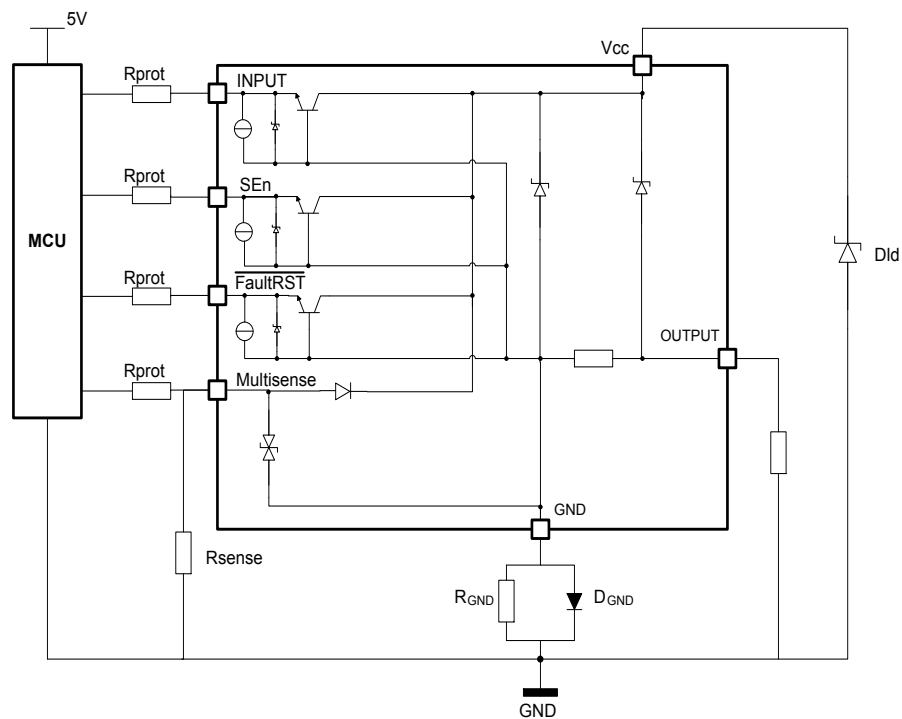 5V
Vcc
Rprot
INPUT
Rprot
SEn
MCU
Dld
Rprot
FaultRST
OUTPUT
Rprot
Multisense
GND
Rsense
RGND
DGND
GND